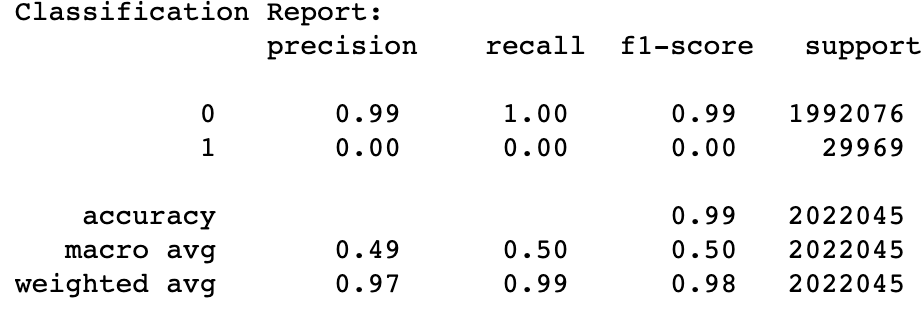 Classification Report:
precision recall f1-score support
0 0.99 1.00 0.99 1992076
1 0.00 0.00 0.00 29969
accuracy 0.99 2022045
macro avg 0.49 0.50 0.50 2022045
weighted avg 0.97 0.99 0.98 2022045